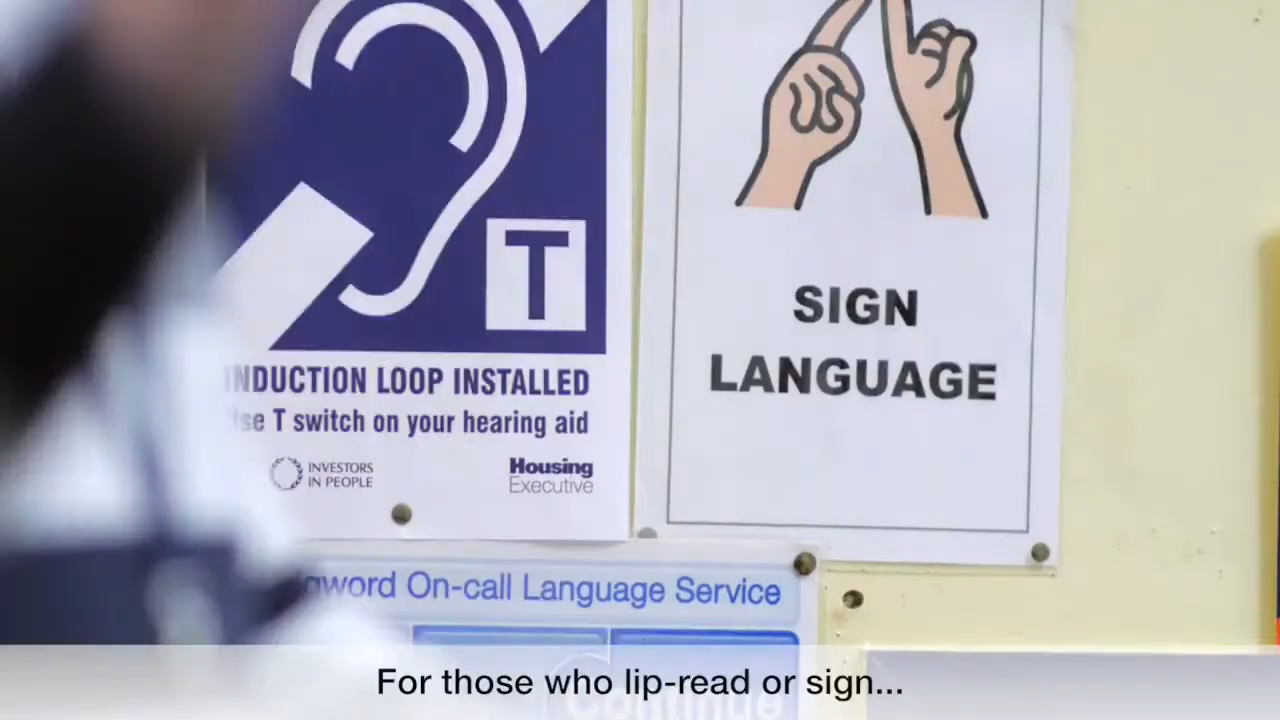 T
INDUCTION LOOP INSTALLED
T switch on your hearing aid
INVESTORS
IN PEOPLE
Housing
Executive
SIGN
LANGUAGE
On-call Language Service
For those who lip-read or sign...